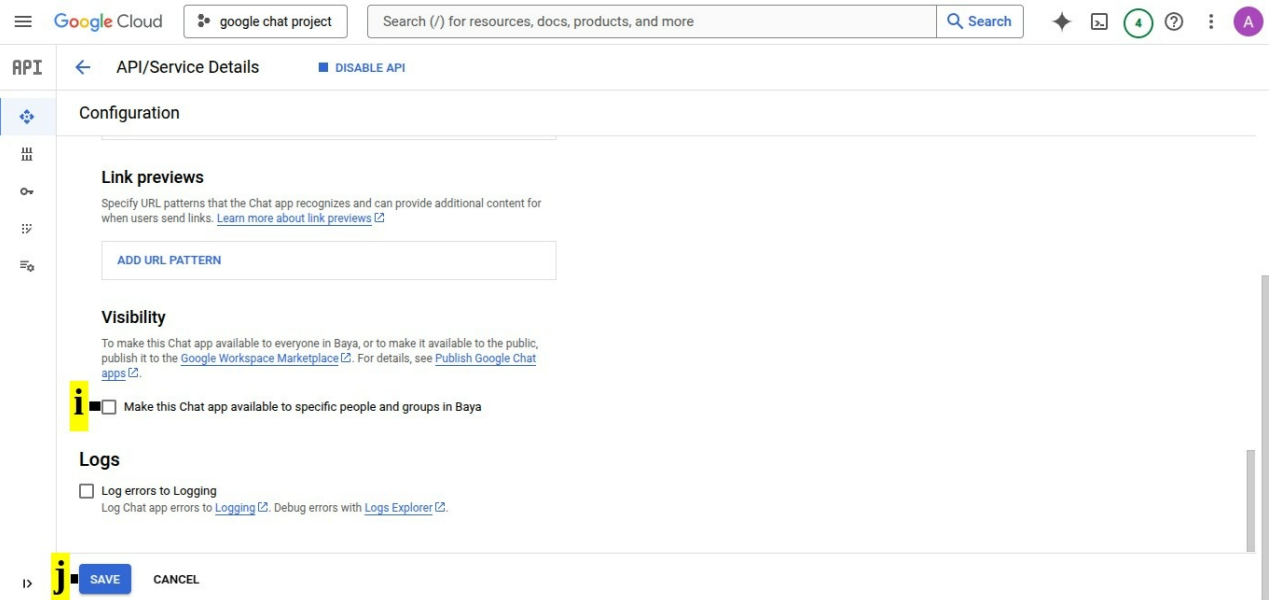 Google Cloud
google chat project
Search (/) for resources, docs, products, and more
Search
4
A
API
API/Service Details
DISABLE API
Configuration
Link previews
Specify URL patterns that the Chat app recognizes and can provide additional content for
when users send links. Learn more about link previews
ADD URL PATTERN
Visibility
To make this Chat app available to everyone in Baya, or to make it available to the public,
publish it to the Google Workspace Marketplace. For details, see Publish Google Chat
apps.
i
Make this Chat app available to specific people and groups in Baya
Logs
Log errors to Logging
Log Chat app errors to Logging. Debug errors with Logs Explorer.
j
SAVE
CANCEL